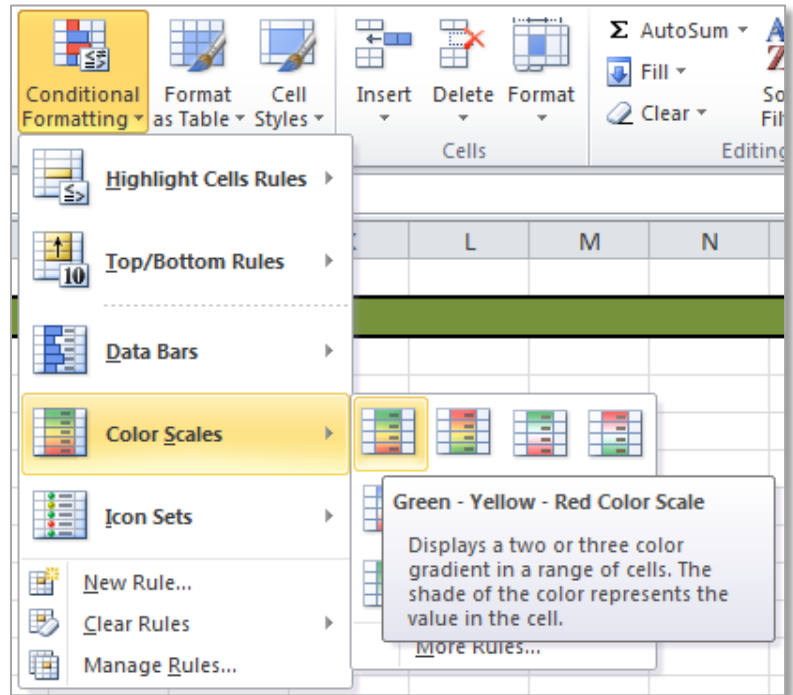 Σ AutoSum
Fill
Clear
Conditional Formatting
Format as Table
Cell Styles
Insert
Delete
Format
Cells
Editing
L M N
Highlight Cells Rules
Top/Bottom Rules
10
Data Bars
Color Scales
Icon Sets
New Rule...
Clear Rules
Manage Rules...
Green - Yellow - Red Color Scale
Displays a two or three color
gradient in a range of cells. The
shade of the color represents the
value in the cell.
More Rules...